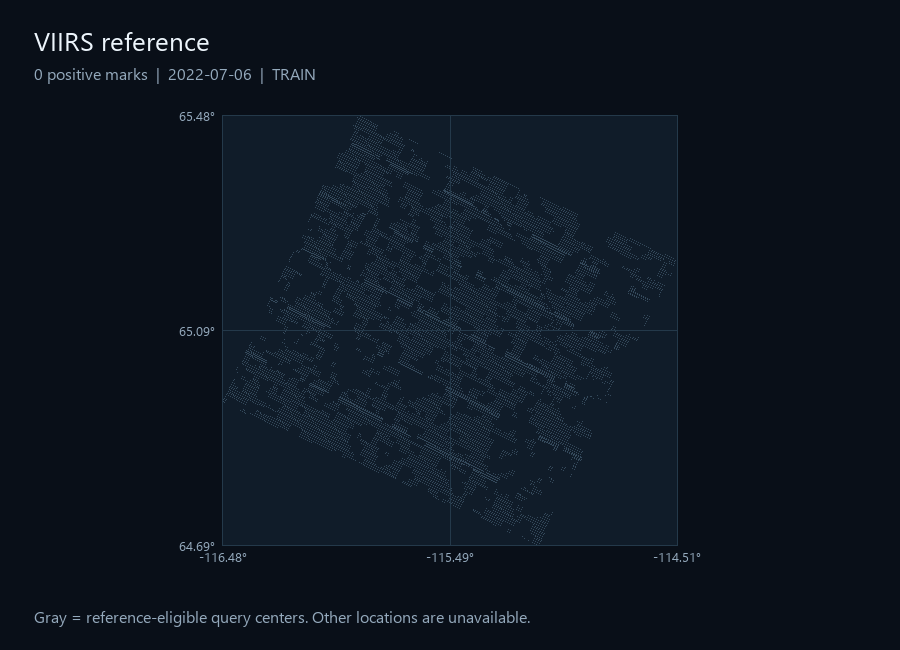 VIIRS reference
0 positive marks | 2022-07-06 | TRAIN
65.48°
65.09°
64.69°
-116.48°
-115.49°
-114.51°
Gray = reference-eligible query centers. Other locations are unavailable.